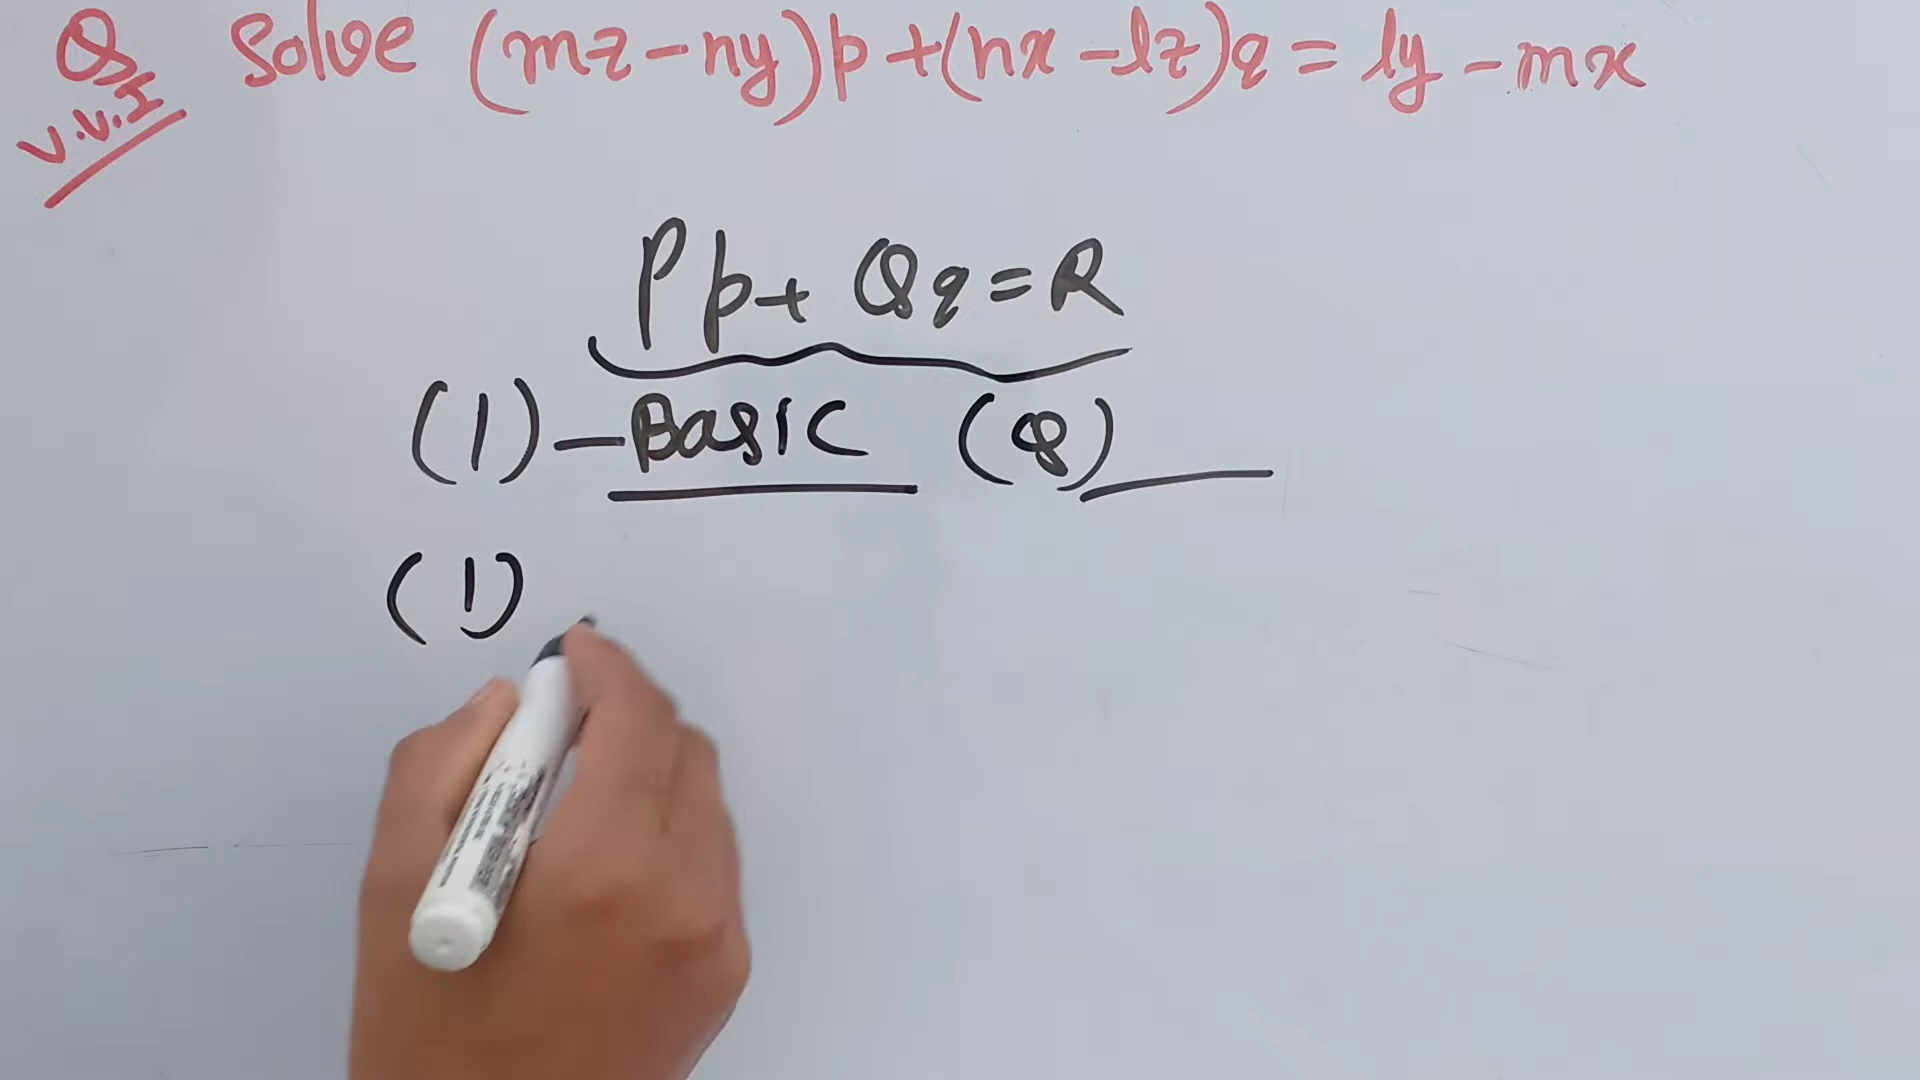 Q Solve (mz-ny)p+(nx-lz)q = ly-mx
V.V.I
Pp+ Qq=R
(1)-BasIC (Q)
(1)